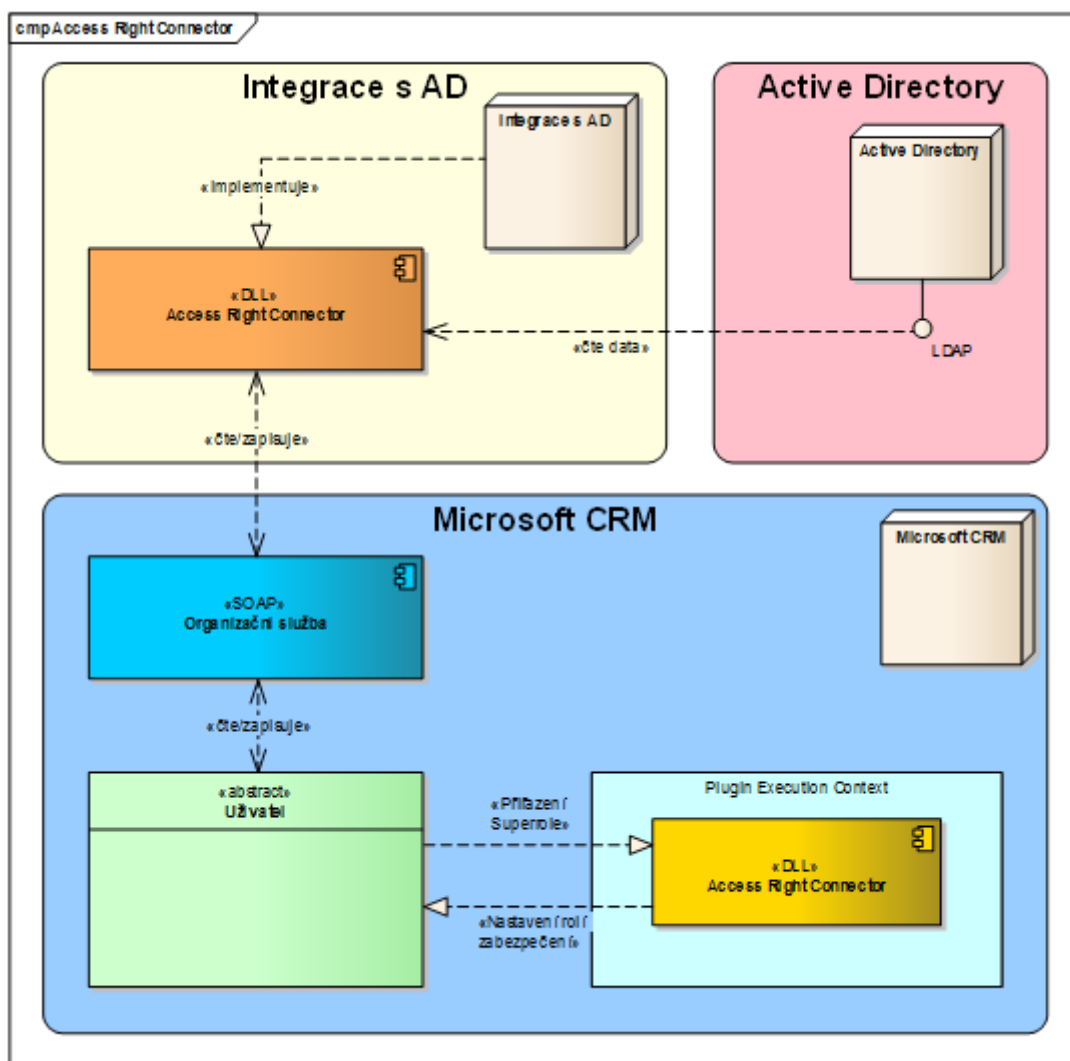 cmp Access Right Connector
Integrace s AD
Active Directory
Integrace s AD
Active Directory
«implementuje»
«DLL»
Access Right Connector
«čte data»
LDAP
«čte/zapisuje»
Microsoft CRM
Microsoft CRM
«SOAP»
Organizační služba
«čte/zapisuje»
«abstract»
Uživatel
«Přiřazení
Superrole»
Plugin Execution Context
«DLL»
Access Right Connector
«Nastavení rolí
zabezpečení»